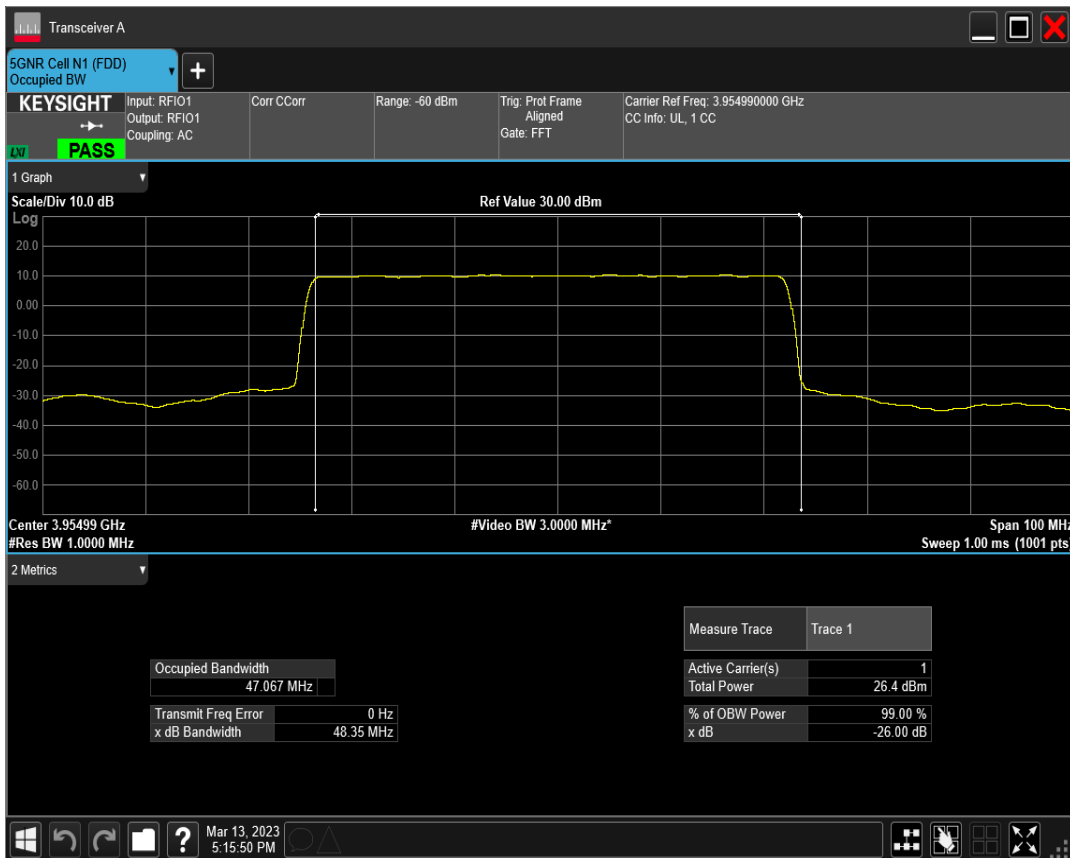 Transceiver A
5GNR Cell N1 (FDD)
Occupied BW
KEYSIGHT
LXI
PASS
Input: RFIO1
Output: RFIO1
Coupling: AC
Corr CCorr
Range: -60 dBm
Trig: Prot Frame
Aligned
Gate: FFT
Carrier Ref Freq: 3.954990000 GHz
CC Info: UL, 1 CC
1 Graph
Scale/Div 10.0 dB
Ref Value 30.00 dBm
Log
20.0
10.0
0.00
-10.0
-20.0
-30.0
-40.0
-50.0
-60.0
Center 3.95499 GHz
#Video BW 3.0000 MHz*
Span 100 MHz
#Res BW 1.0000 MHz
Sweep 1.00 ms (1001 pts)
2 Metrics
Measure Trace Trace 1
Occupied Bandwidth
47.067 MHz
Active Carrier(s) 1
Total Power 26.4 dBm
Transmit Freq Error 0 Hz
x dB Bandwidth 48.35 MHz
% of OBW Power 99.00 %
x dB -26.00 dB
?
Mar 13, 2023
5:15:50 PM